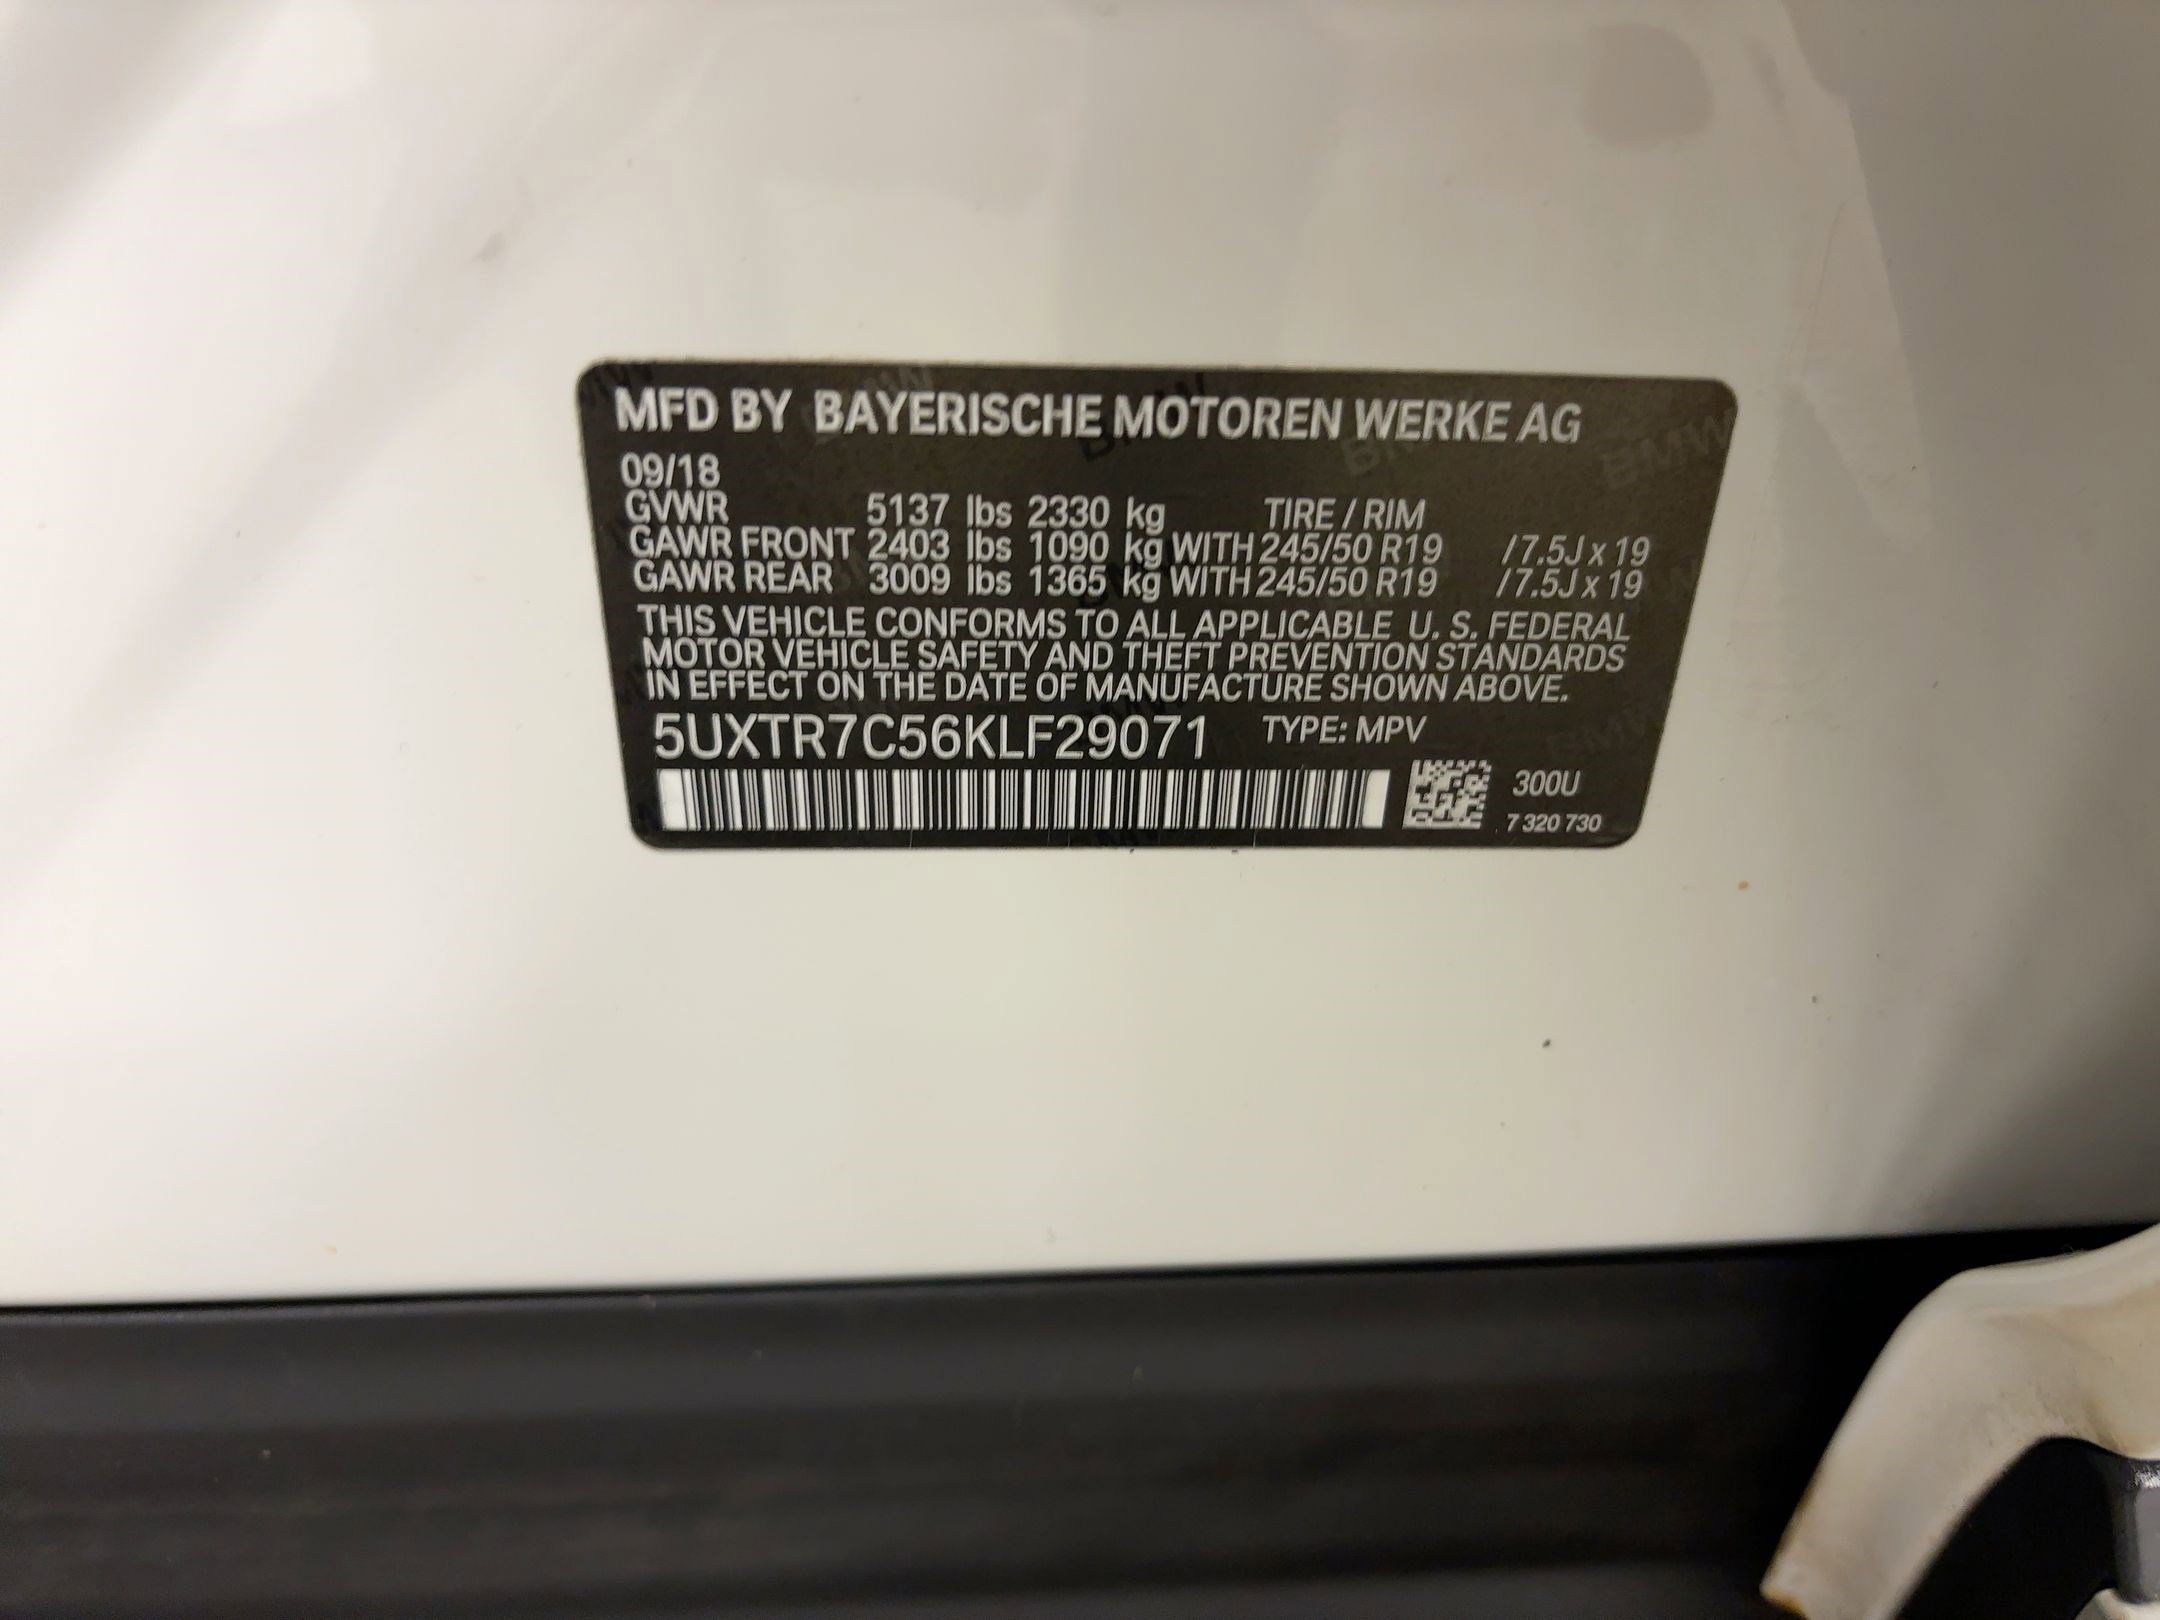 MFD BY BAYERISCHE MOTOREN WERKE AG
09/18
GVWR 5137 lbs 2330 kg TIRE / RIM
GAWR FRONT 2403 lbs 1090 kg WITH 245/50 R19 / 7.5J x 19
GAWR REAR 3009 lbs 1365 kg WITH 245/50 R19 / 7.5J x 19
THIS VEHICLE CONFORMS TO ALL APPLICABLE U. S. FEDERAL
MOTOR VEHICLE SAFETY AND THEFT PREVENTION STANDARDS
IN EFFECT ON THE DATE OF MANUFACTURE SHOWN ABOVE.
5UXTR7C56KLF29071 TYPE: MPV
300U
7 320 730